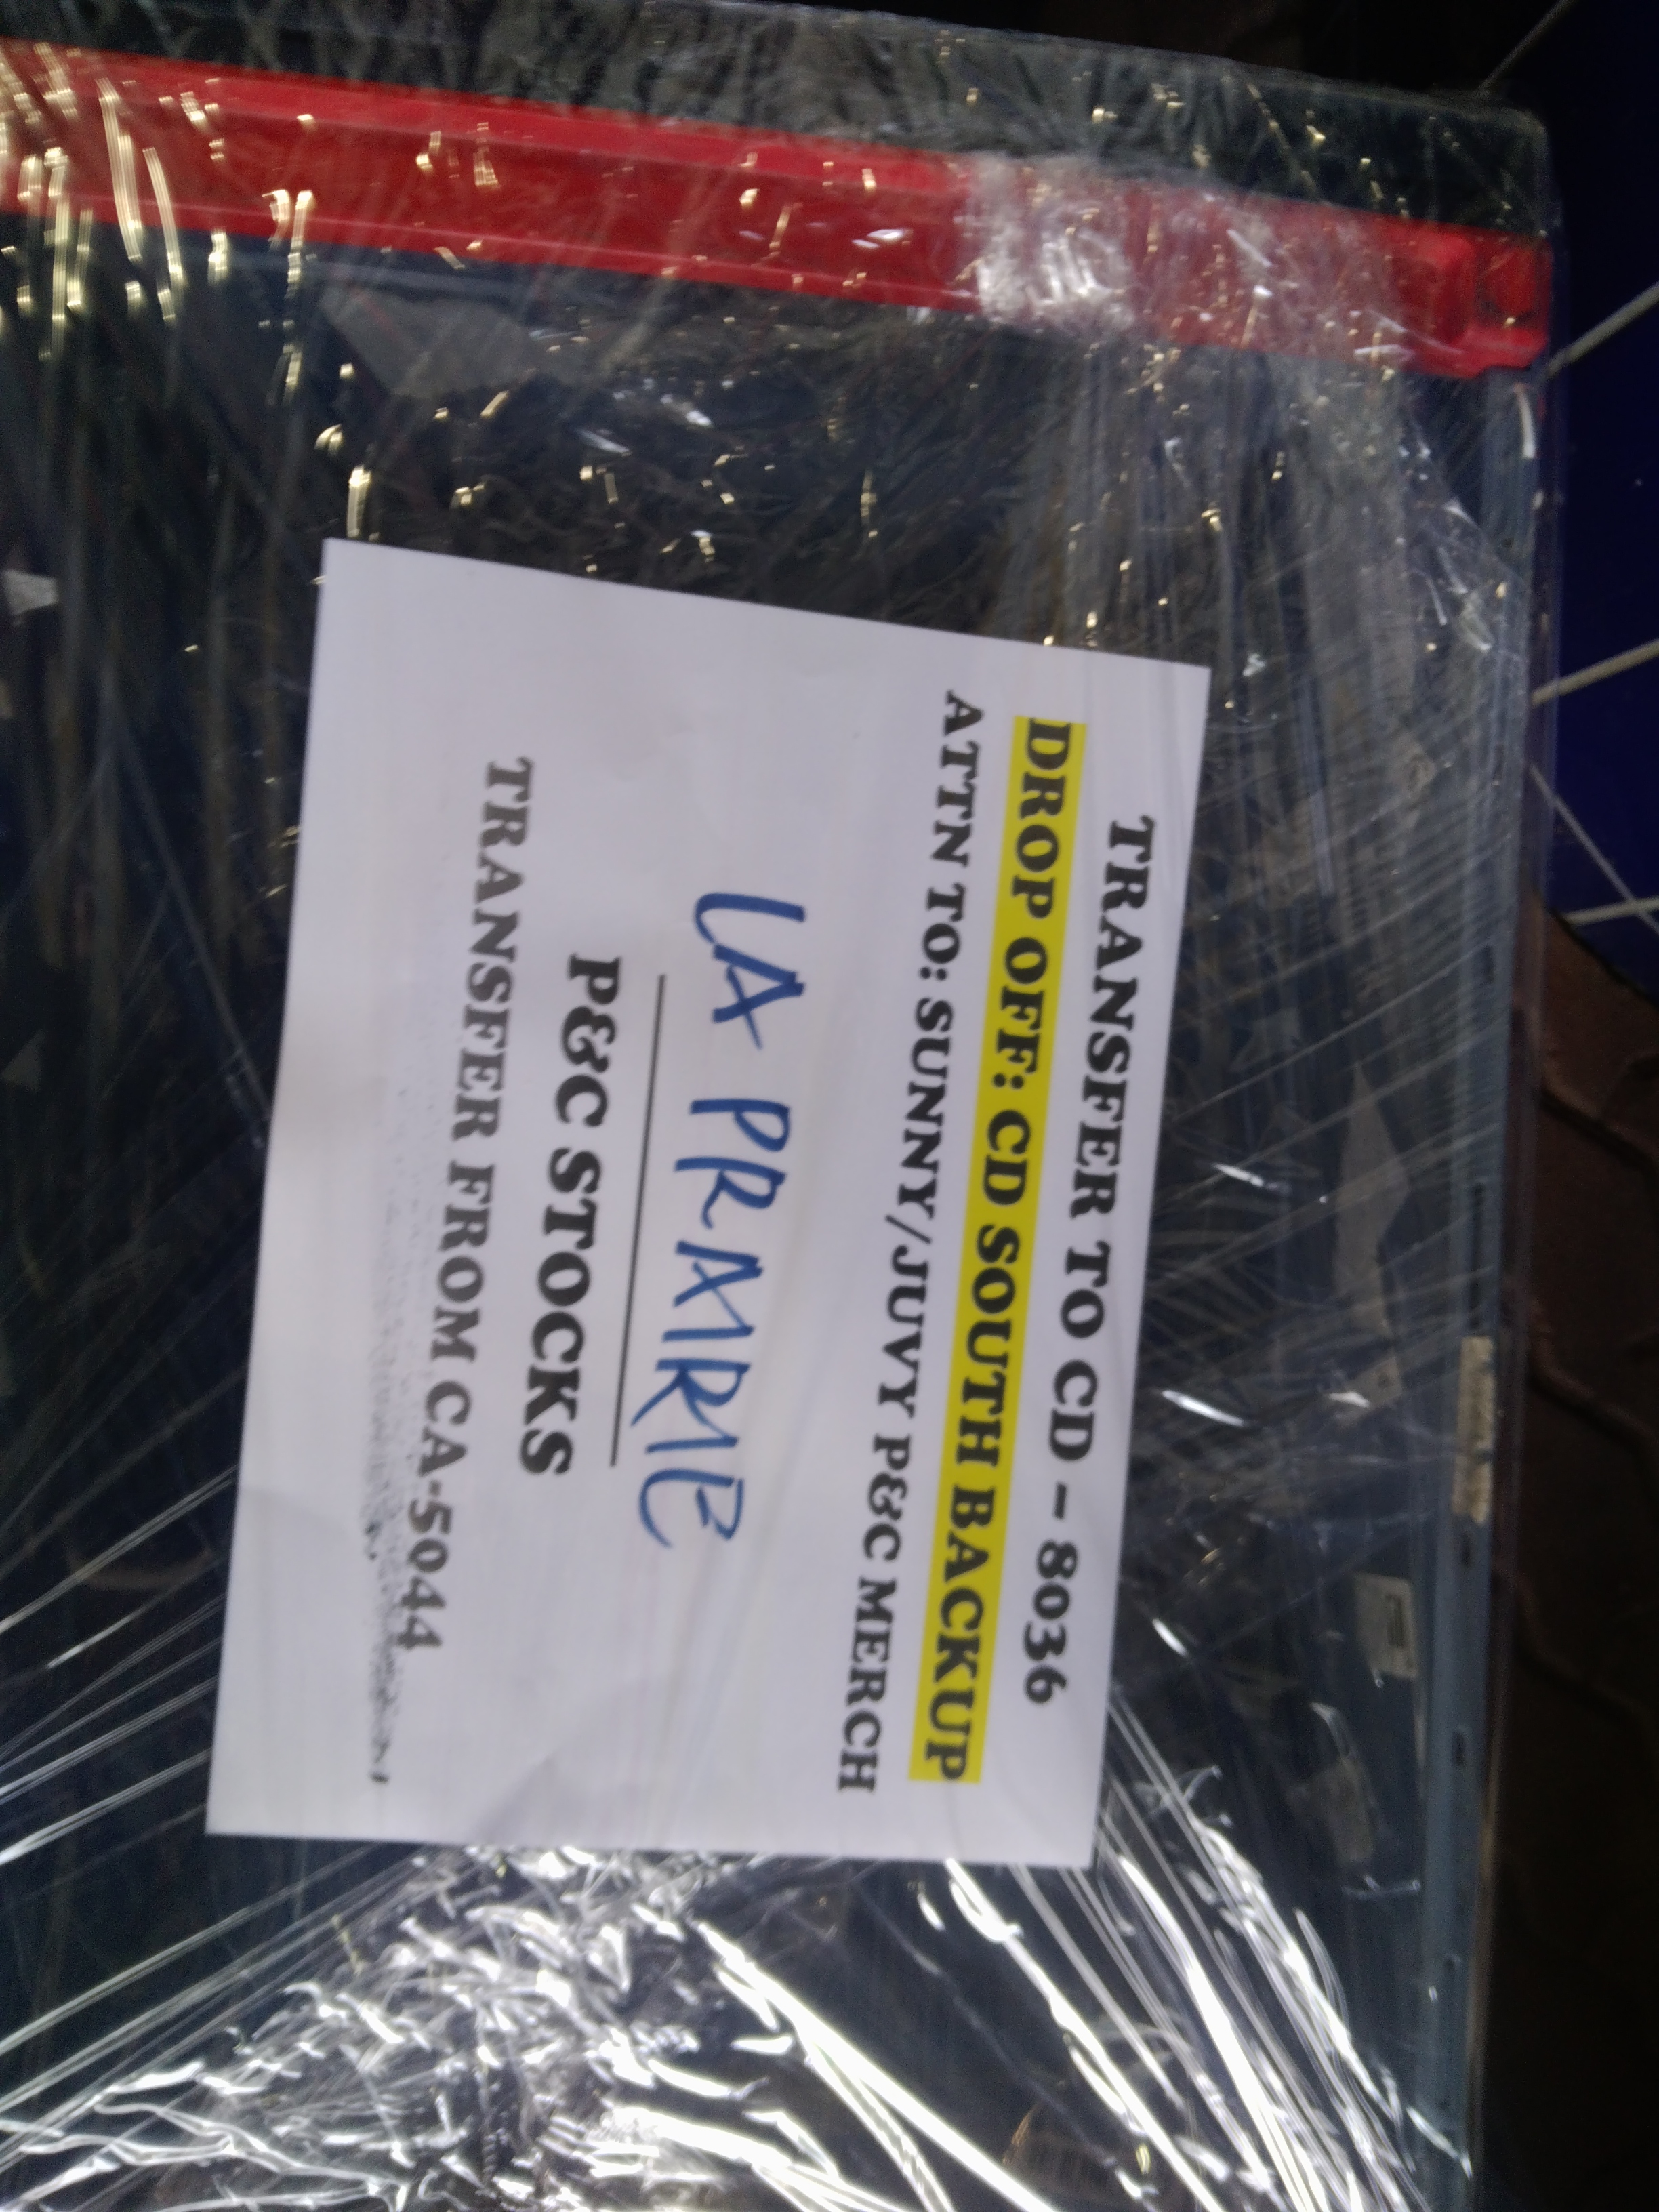 TRANSFER TO CD – 8036
DROP OFF: CD SOUTH BACKUP
ATTN TO: SUNNY/JUVY P&C MERCH
LA PRAIRIE
P&C STOCKS
TRANSFER FROM CA-5044